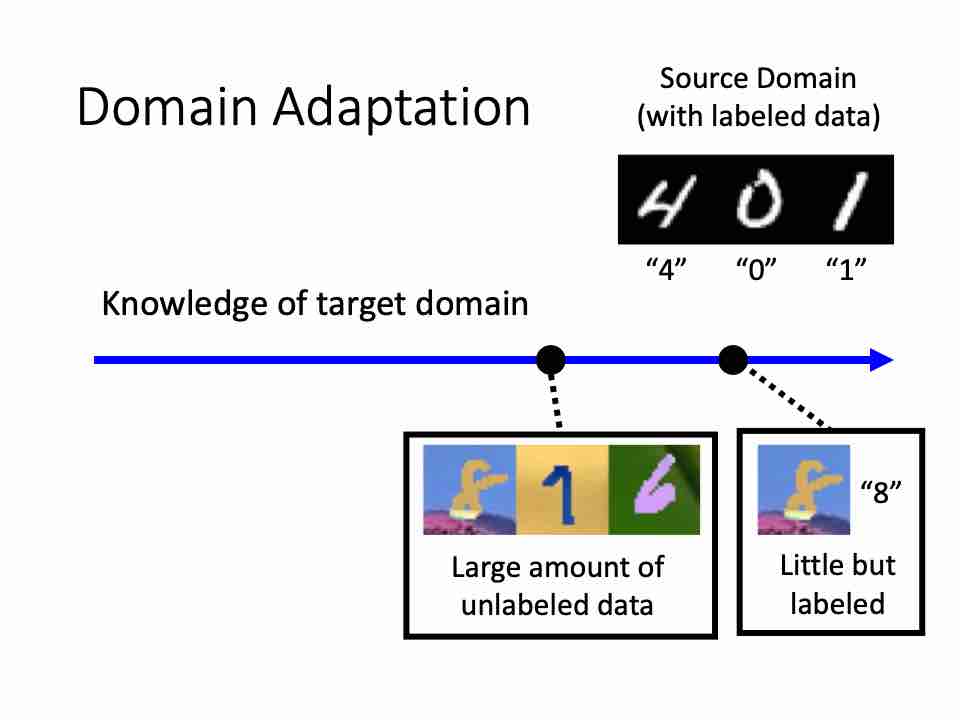 Domain Adaptation
Source Domain
(with labeled data)
4 0 1
“4” “0” “1”
Knowledge of target domain
8 1 6
Large amount of
unlabeled data
8 “8”
Little but
labeled